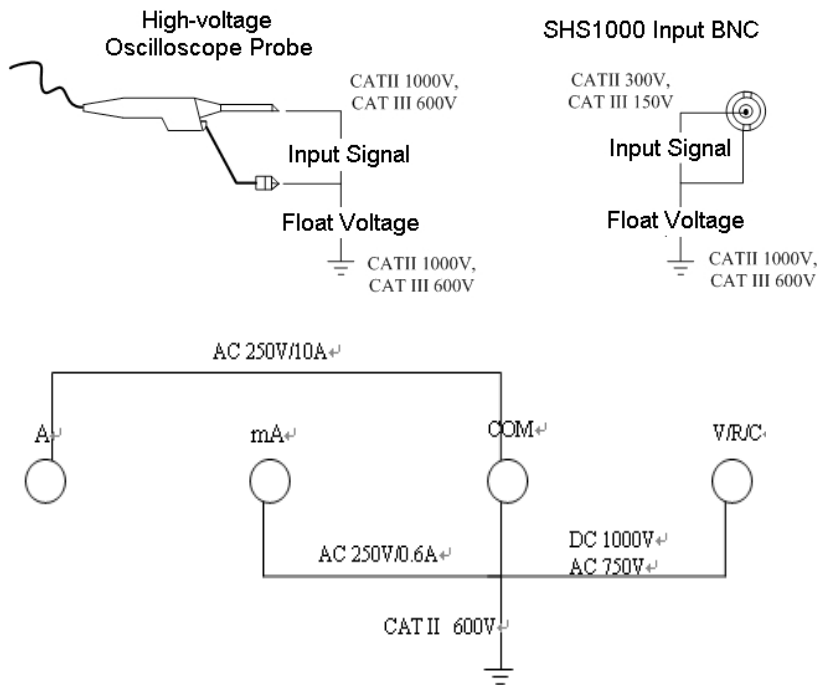 High-voltage
Oscilloscope Probe
SHS1000 Input BNC
CATII 1000V,
CAT III 600V
CATII 300V,
CAT III 150V
Input Signal
Input Signal
Float Voltage
Float Voltage
CATII 1000V,
CAT III 600V
CATII 1000V,
CAT III 600V
AC 250V/10A↵
A↵
mA↵
COM↵
V/R/C
AC 250V/0.6A↵
DC 1000V↵
AC 750V↵
CAT II 600V↵